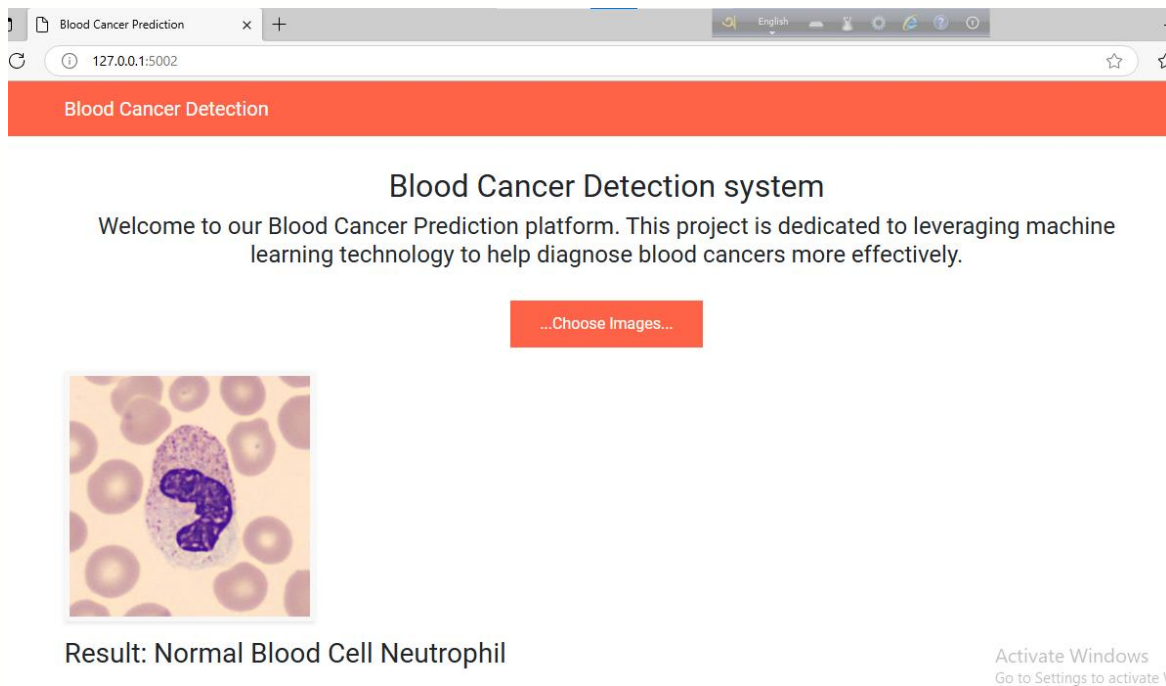 Blood Cancer Prediction
অ English
127.0.0.1:5002
Blood Cancer Detection
Blood Cancer Detection system
Welcome to our Blood Cancer Prediction platform. This project is dedicated to leveraging machine
learning technology to help diagnose blood cancers more effectively.
...Choose Images...
Result: Normal Blood Cell Neutrophil
Activate Windows
Go to Settings to activate